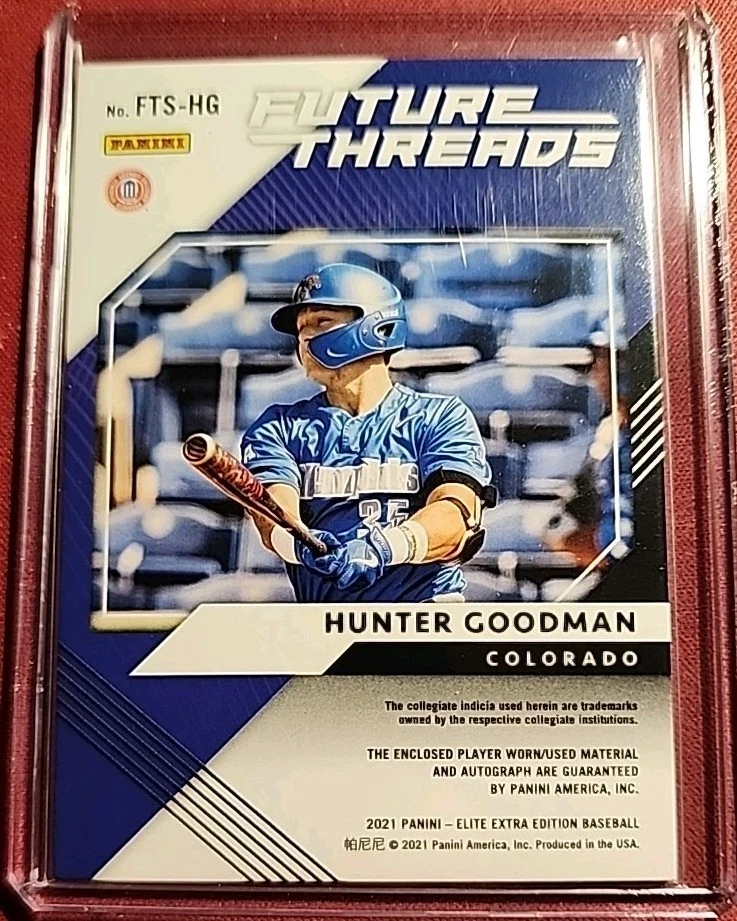 No. FTS-HG
FUTURE
THREADS
PANINI
Memphis
25
HUNTER GOODMAN
COLORADO
The collegiate indicia used herein are trademarks
owned by the respective collegiate institutions.
THE ENCLOSED PLAYER WORN/USED MATERIAL
AND AUTOGRAPH ARE GUARANTEED
BY PANINI AMERICA, INC.
2021 PANINI – ELITE EXTRA EDITION BASEBALL
帕尼尼 © 2021 Panini America, Inc. Produced in the USA.